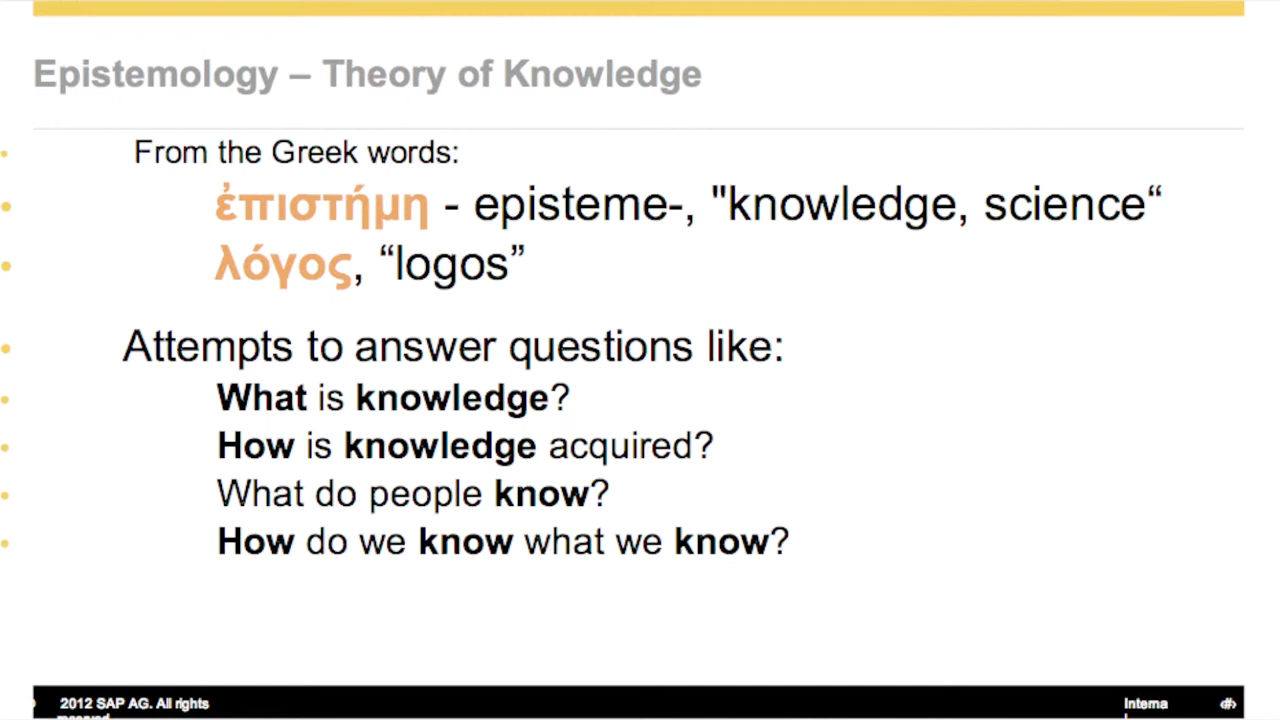 Epistemology – Theory of Knowledge
From the Greek words:
ἐπιστήμη - episteme-, "knowledge, science“
λόγος, “logos”
Attempts to answer questions like:
What is knowledge?
How is knowledge acquired?
What do people know?
How do we know what we know?
2012 SAP AG. All rights
reserved
Interna
l
‹#›